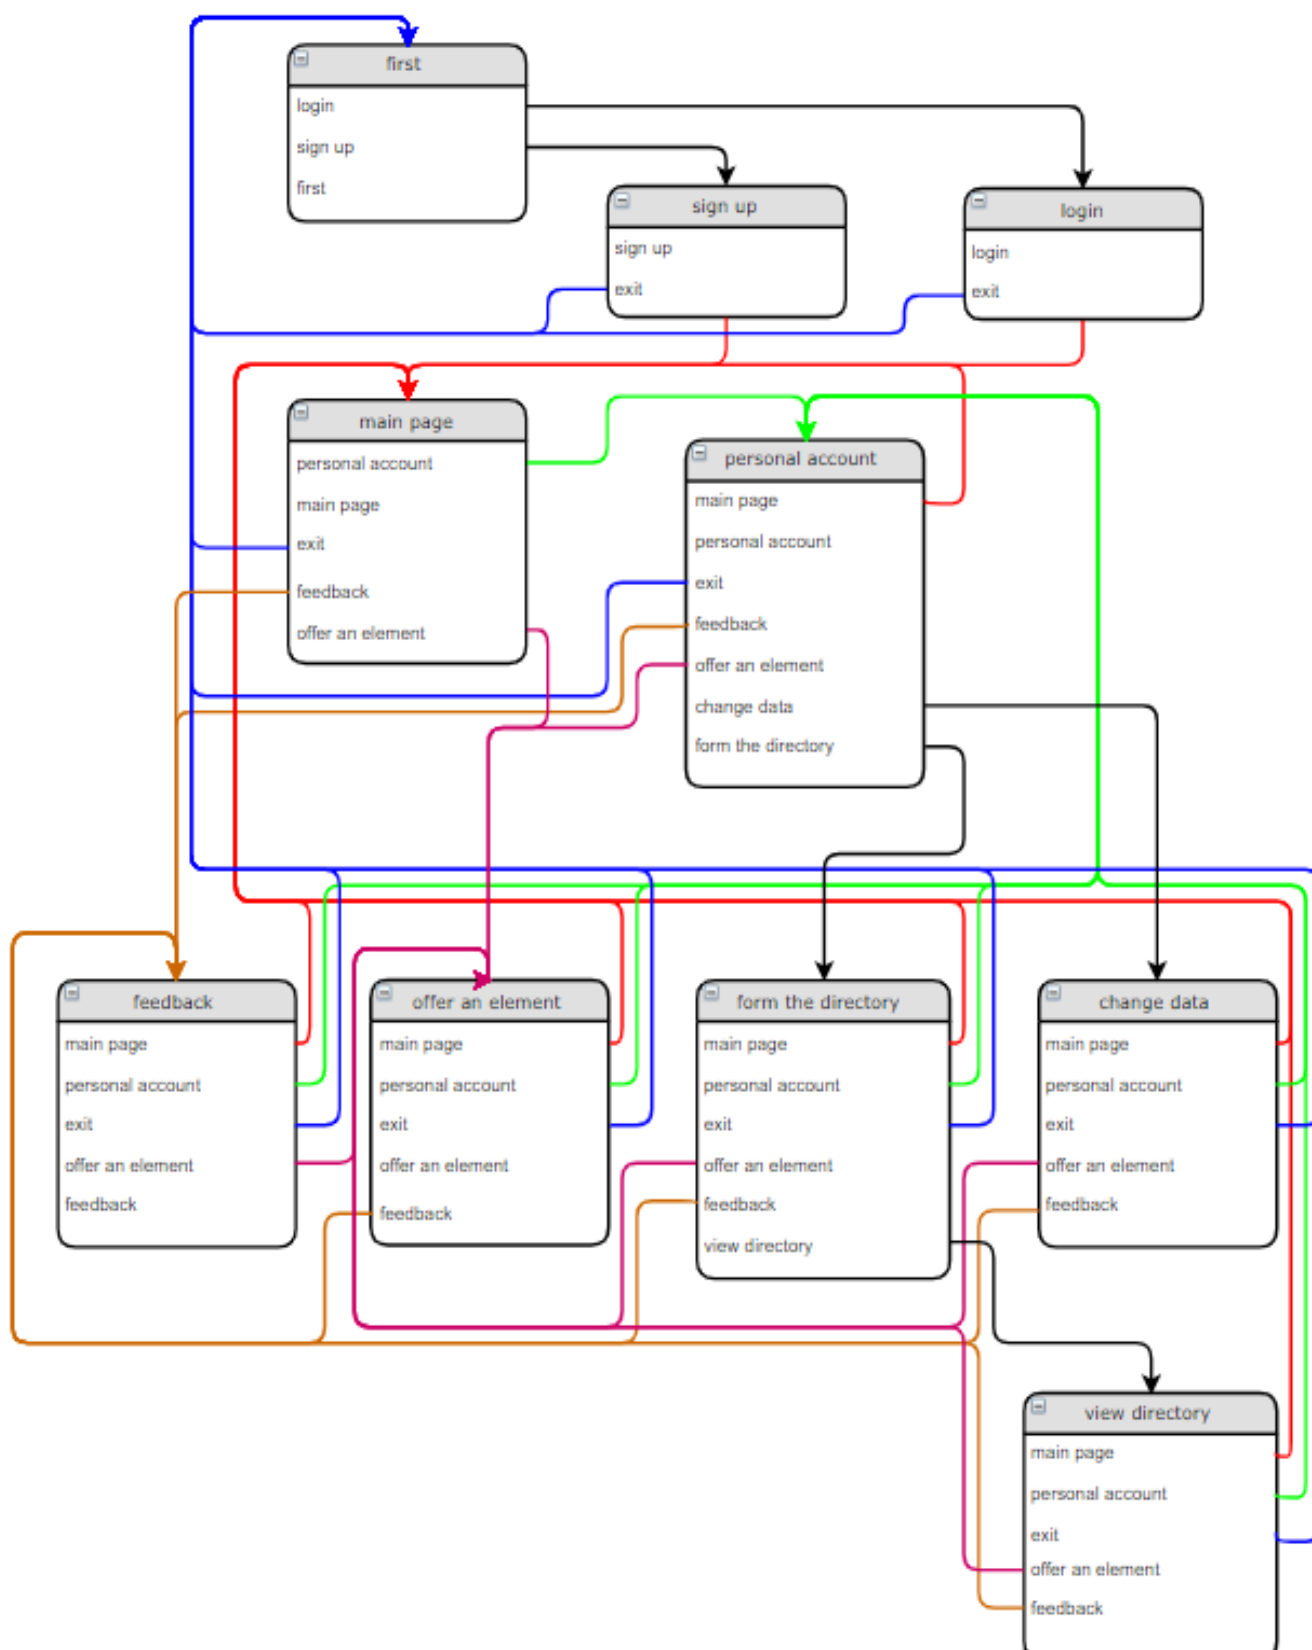 first
login
sign up
first
sign up
sign up
exit
login
login
exit
main page
personal account
main page
exit
feedback
offer an element
personal account
main page
personal account
exit
feedback
offer an element
change data
form the directory
feedback
main page
personal account
exit
offer an element
feedback
offer an element
main page
personal account
exit
offer an element
feedback
form the directory
main page
personal account
exit
offer an element
feedback
view directory
change data
main page
personal account
exit
offer an element
feedback
view directory
main page
personal account
exit
offer an element
feedback